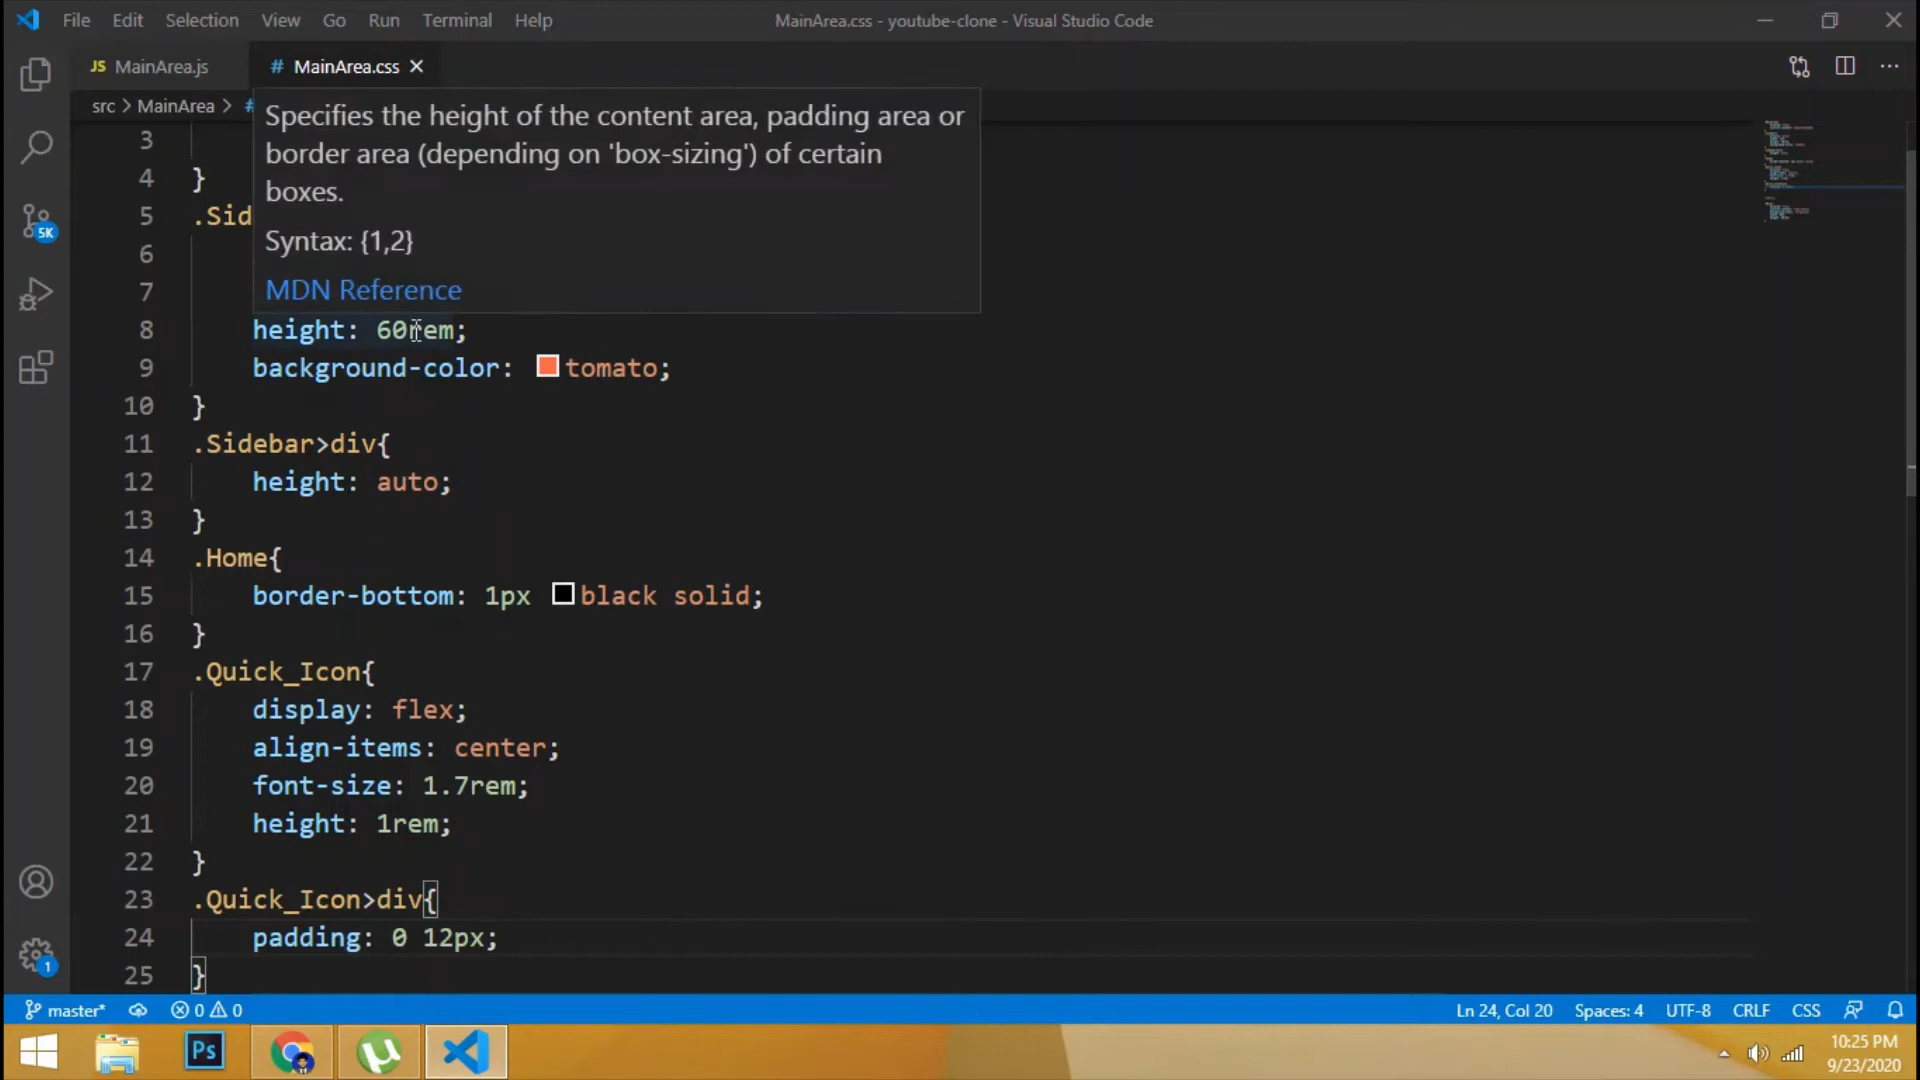 File Edit Selection View Go Run Terminal Help MainArea.css - youtube-clone - Visual Studio Code
JS MainArea.js # MainArea.css
src > MainArea > #
Specifies the height of the content area, padding area or
border area (depending on 'box-sizing') of certain
boxes.
Syntax: {1,2}
MDN Reference
3
4 }
5 .Sid
6
7
8 height: 60rem;
9 background-color: tomato;
10 }
11 .Sidebar>div{
12 height: auto;
13 }
14 .Home{
15 border-bottom: 1px black solid;
16 }
17 .Quick_Icon{
18 display: flex;
19 align-items: center;
20 font-size: 1.7rem;
21 height: 1rem;
22 }
23 .Quick_Icon>div{
24 padding: 0 12px;
25 }
5K
1
master* 0 0 Ln 24, Col 20 Spaces: 4 UTF-8 CRLF CSS
Ps
10:25 PM
9/23/2020